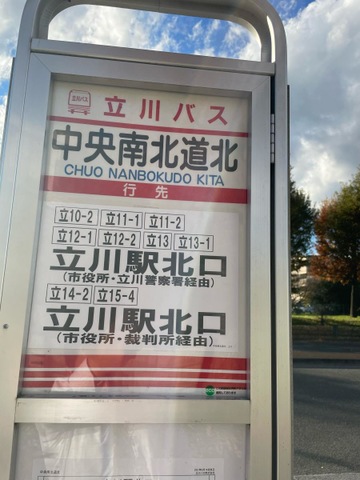 立川バス
立川バス
中央南北道北
CHUO NANBOKUDO KITA
行先
立10-2 立11-1 立11-2
立12-1 立12-2 立13 立13-1
立川駅北口
(市役所・立川警察署経由)
立14-2 立15-4
立川駅北口
(市役所・裁判所経由)